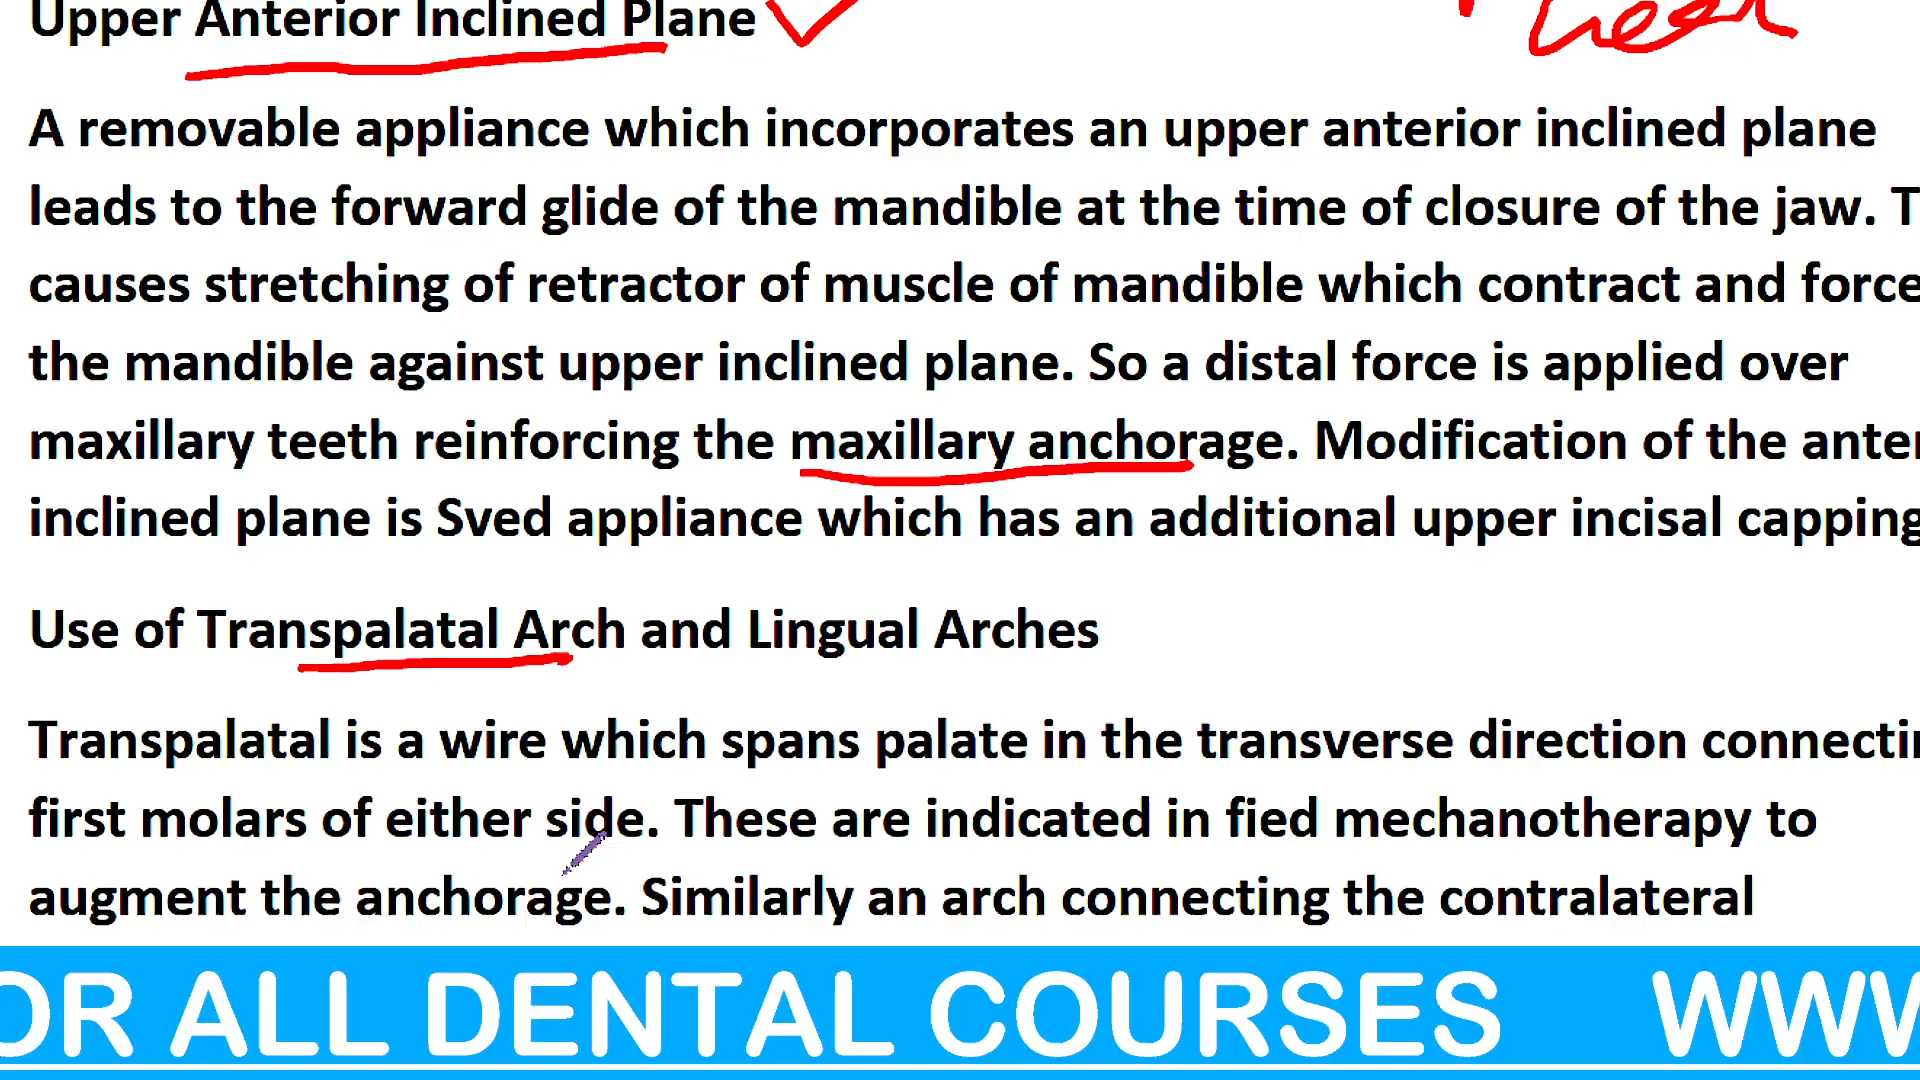 Upper Anterior Inclined Plane
A removable appliance which incorporates an upper anterior inclined plane
leads to the forward glide of the mandible at the time of closure of the jaw. T
causes stretching of retractor of muscle of mandible which contract and force
the mandible against upper inclined plane. So a distal force is applied over
maxillary teeth reinforcing the maxillary anchorage. Modification of the anter
inclined plane is Sved appliance which has an additional upper incisal capping
Use of Transpalatal Arch and Lingual Arches
Transpalatal is a wire which spans palate in the transverse direction connectin
first molars of either side. These are indicated in fied mechanotherapy to
augment the anchorage. Similarly an arch connecting the contralateral
OR ALL DENTAL COURSES WWW